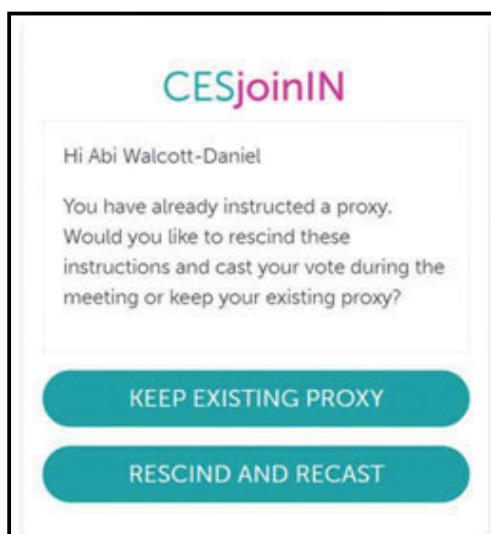 CESjoinIN
Hi Abi Walcott-Daniel
You have already instructed a proxy.
Would you like to rescind these
instructions and cast your vote during the
meeting or keep your existing proxy?
KEEP EXISTING PROXY
RESCIND AND RECAST